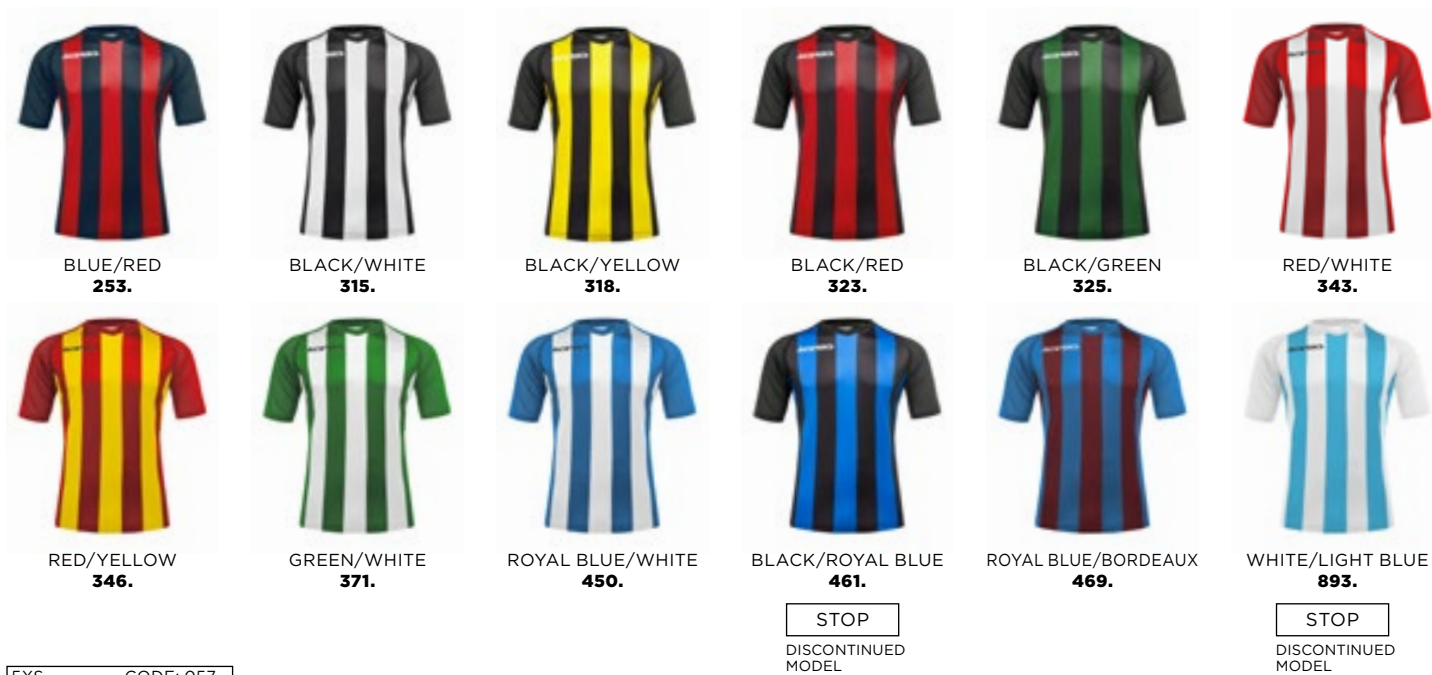 BLUE/RED
253.
BLACK/WHITE
315.
BLACK/YELLOW
318.
BLACK/RED
323.
BLACK/GREEN
325.
RED/WHITE
343.
RED/YELLOW
346.
GREEN/WHITE
371.
ROYAL BLUE/WHITE
450.
BLACK/ROYAL BLUE
461.
STOP
DISCONTINUED
MODEL
ROYAL BLUE/BORDEAUX
469.
WHITE/LIGHT BLUE
893.
STOP
DISCONTINUED
MODEL